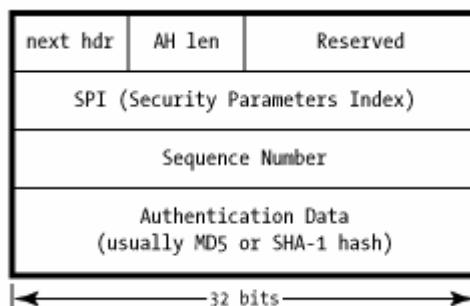 next hdr AH len Reserved
SPI (Security Parameters Index)
Sequence Number
Authentication Data
(usually MD5 or SHA-1 hash)
32 bits